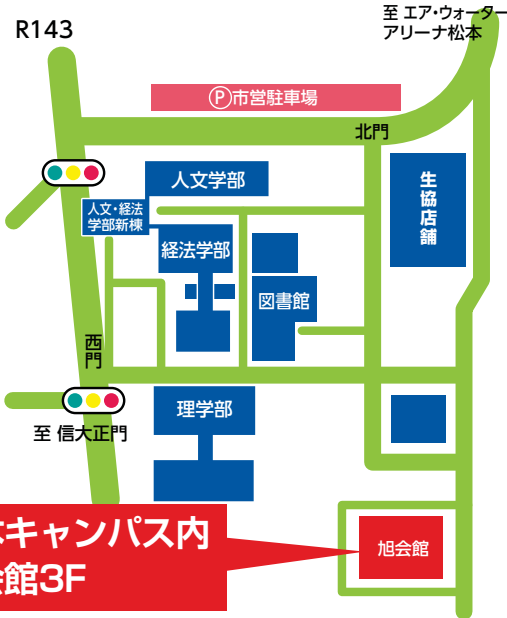 至 エア・ウォーター
アリーナ松本
R143
Ⓟ市営駐車場
北門
人文学部
生協店舗
人文・経法
学部新棟
経法学部
図書館
西門
理学部
至 信大正門
キャンパス内
館3F
旭会館